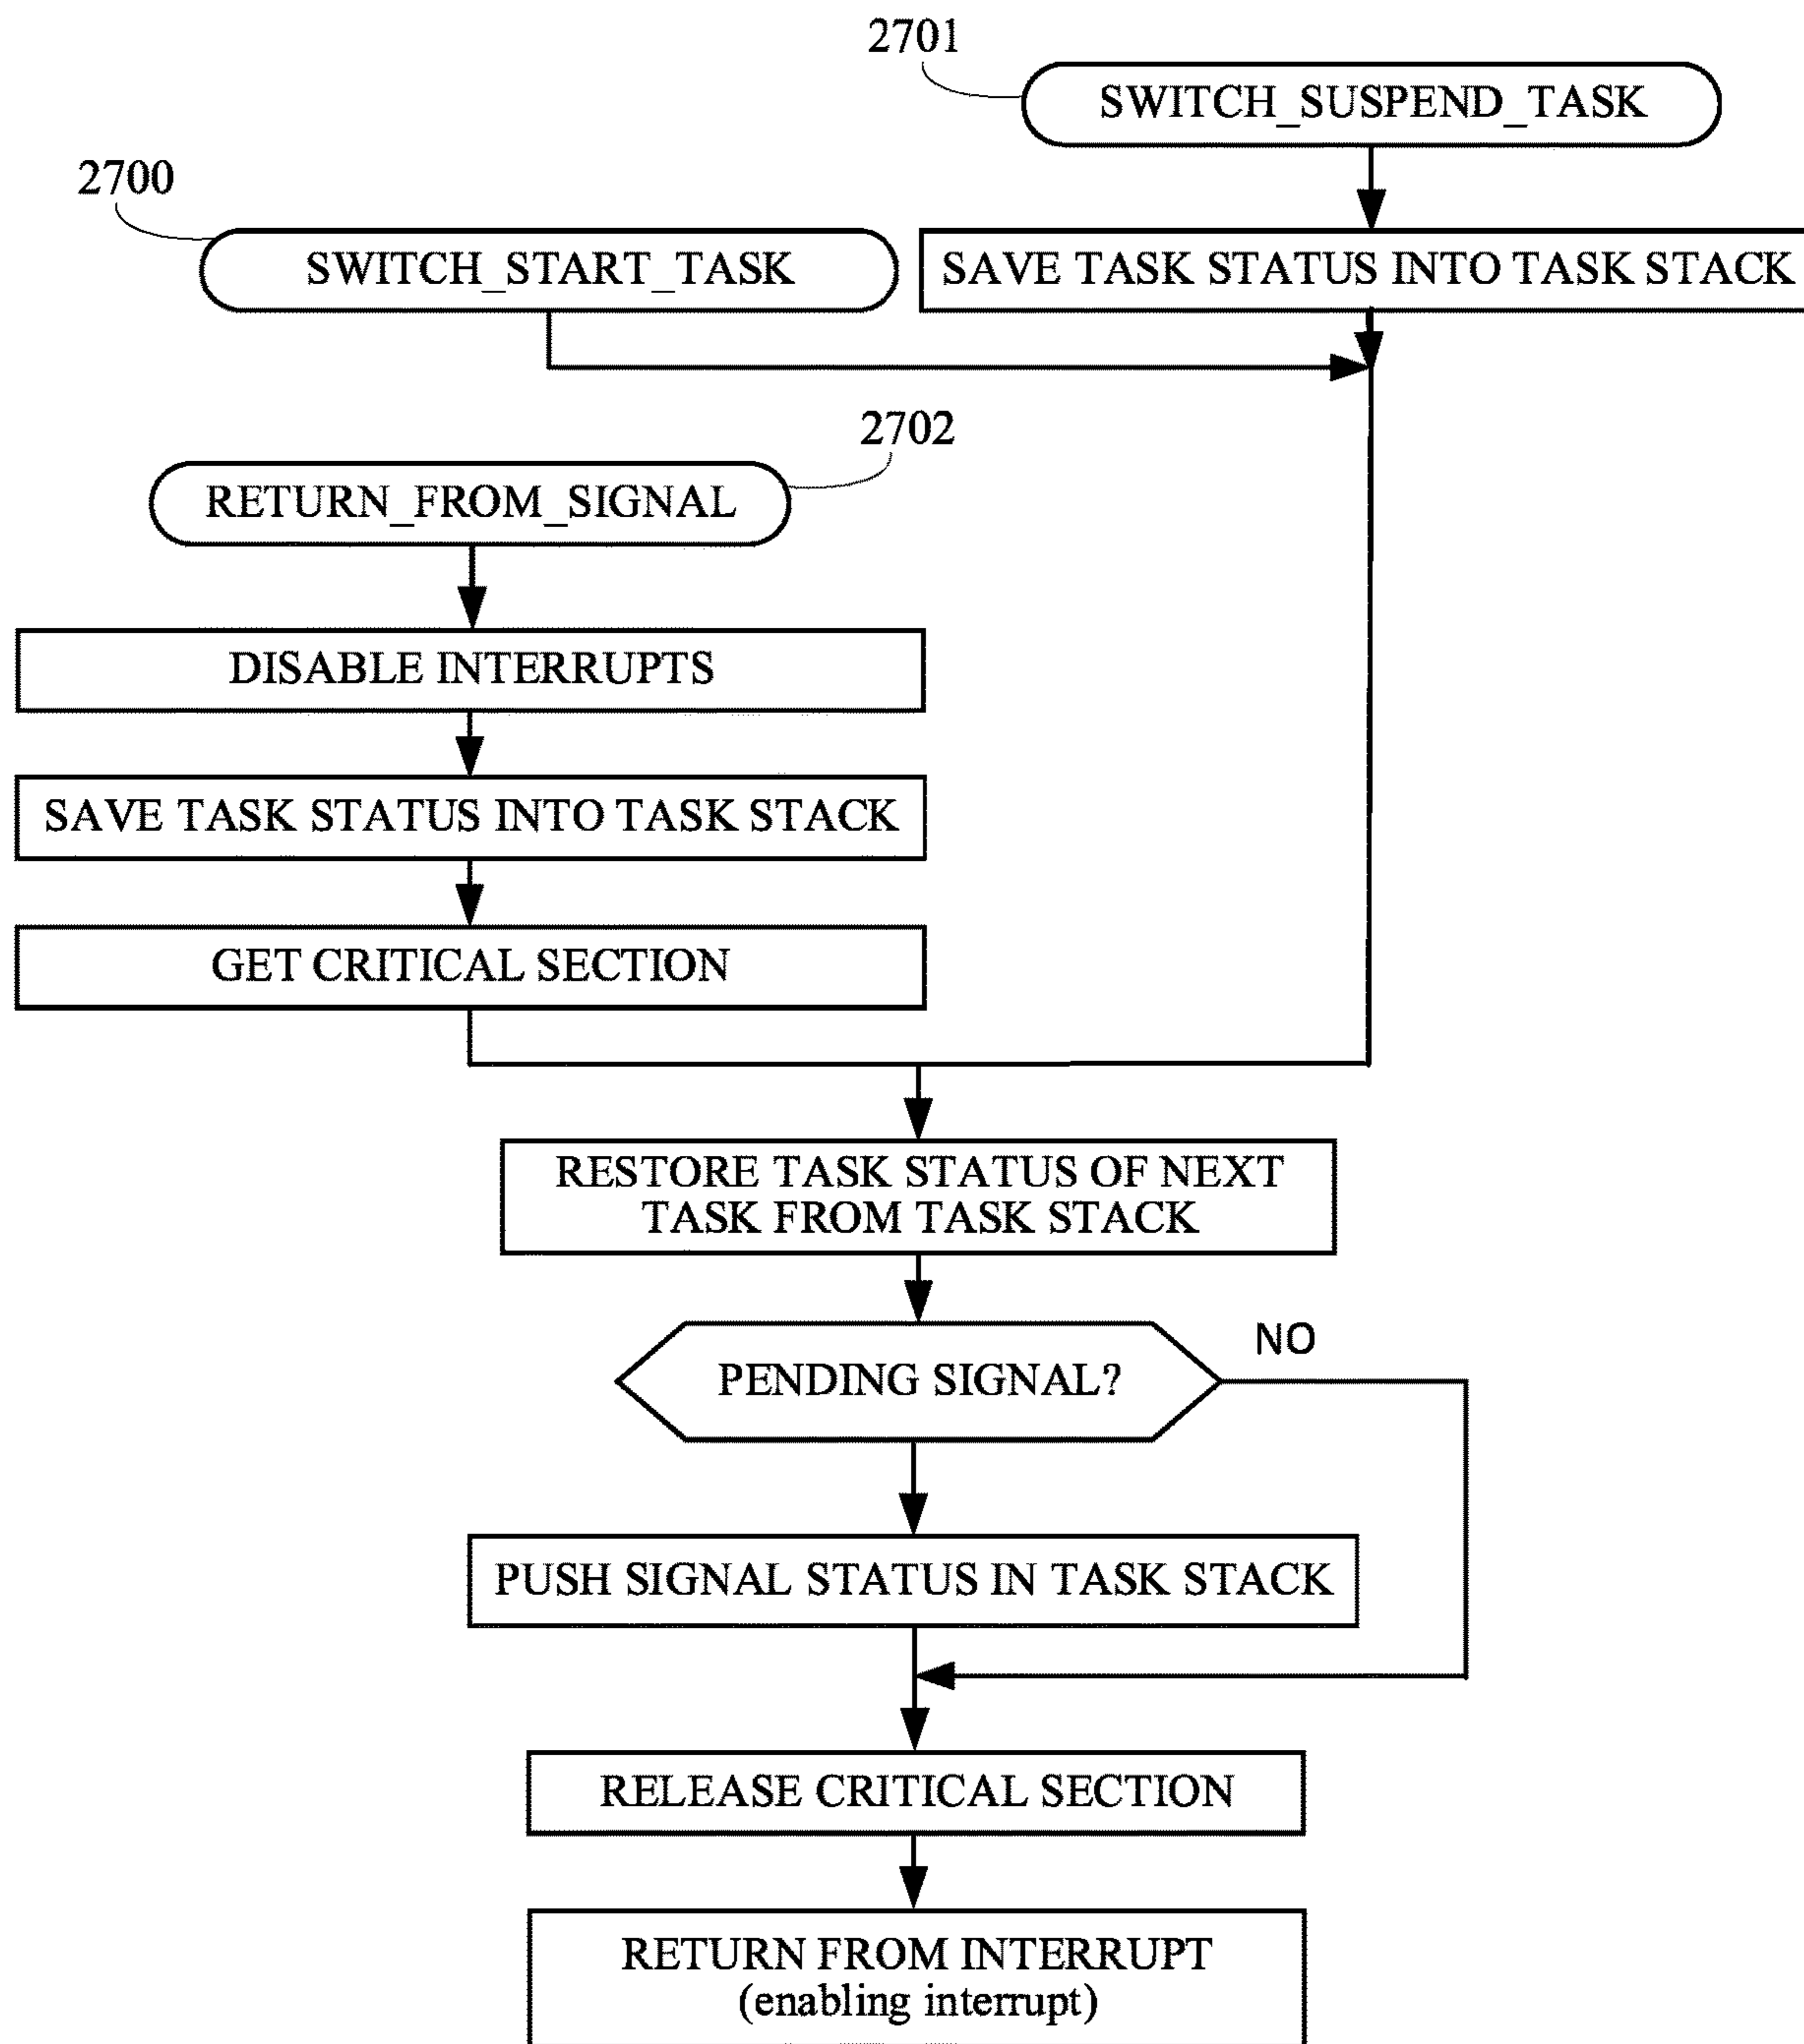 2701
SWITCH_SUSPEND_TASK
2700
SWITCH_START_TASK
SAVE TASK STATUS INTO TASK STACK
2702
RETURN_FROM_SIGNAL
DISABLE INTERRUPTS
SAVE TASK STATUS INTO TASK STACK
GET CRITICAL SECTION
RESTORE TASK STATUS OF NEXT
TASK FROM TASK STACK
NO
PENDING SIGNAL?
PUSH SIGNAL STATUS IN TASK STACK
RELEASE CRITICAL SECTION
RETURN FROM INTERRUPT
(enabling interrupt)